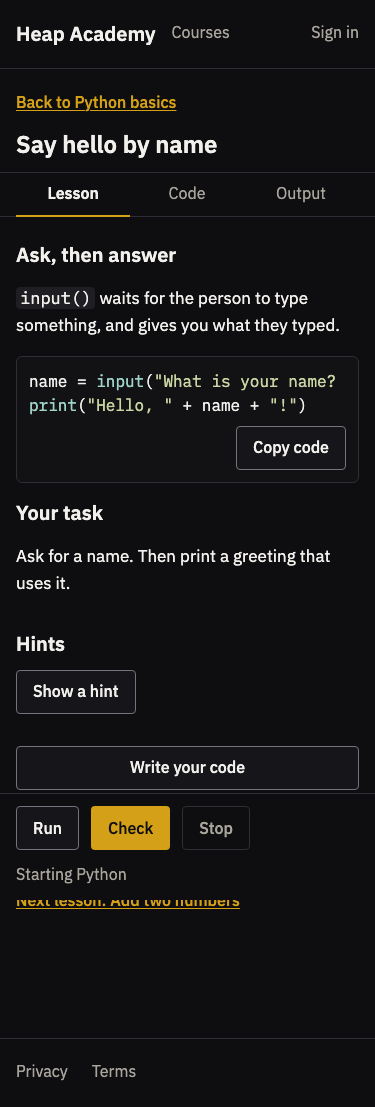 Heap Academy Courses Sign in
Back to Python basics
Say hello by name
Lesson Code Output
Ask, then answer
input() waits for the person to type
something, and gives you what they typed.
name = input("What is your name?
print("Hello, " + name + "!")
Copy code
Your task
Ask for a name. Then print a greeting that
uses it.
Hints
Show a hint
Write your code
Run Check Stop
Starting Python
Next lesson: Add two numbers
Privacy Terms